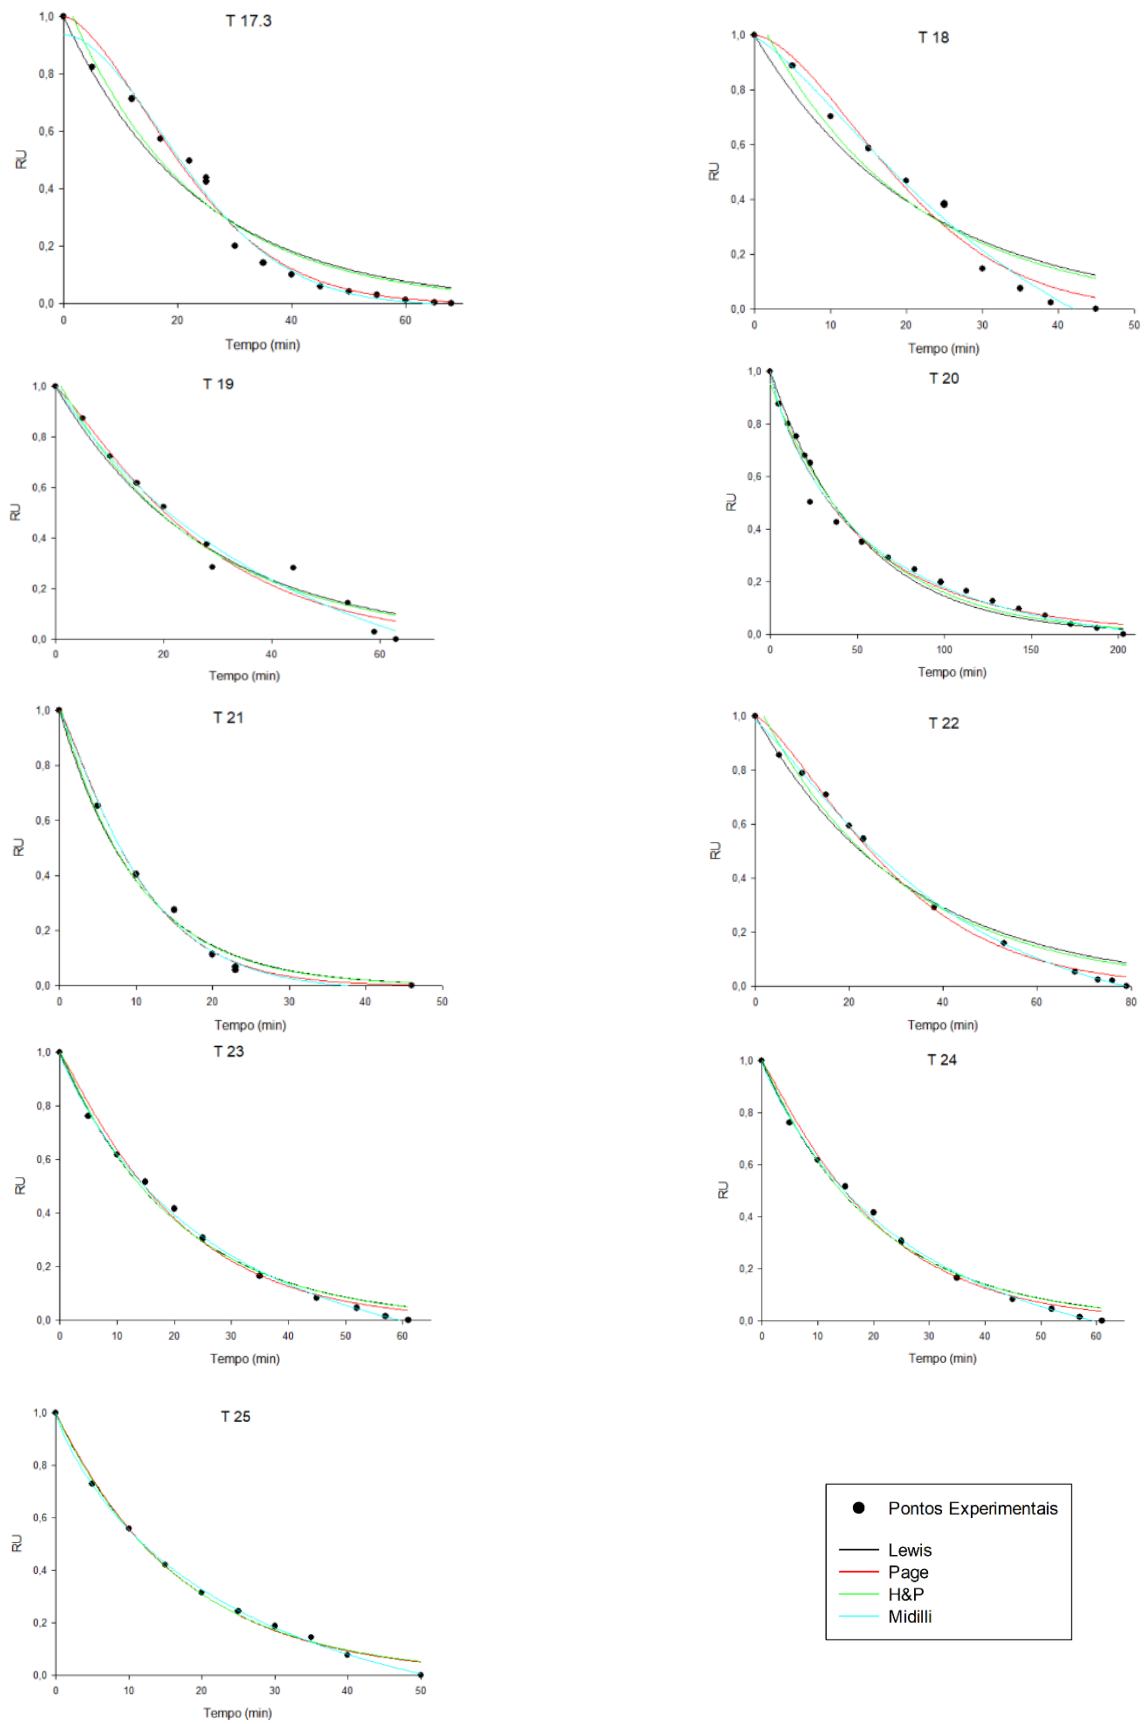 T 17.3
1,0
0,8
0,6
0,4
0,2
0,0
RU
0 20 40 60
Tempo (min)
T 18
1,0
0,8
0,6
0,4
0,2
0,0
RU
0 10 20 30 40 50
Tempo (min)
T 19
1,0
0,8
0,6
0,4
0,2
0,0
RU
0 20 40 60
Tempo (min)
T 20
1,0
0,8
0,6
0,4
0,2
0,0
RU
0 50 100 150 200
Tempo (min)
T 21
1,0
0,8
0,6
0,4
0,2
0,0
RU
0 10 20 30 40 50
Tempo (min)
T 22
1,0
0,8
0,6
0,4
0,2
0,0
RU
0 20 40 60 80
Tempo (min)
T 23
1,0
0,8
0,6
0,4
0,2
0,0
RU
0 10 20 30 40 50 60
Tempo (min)
T 24
1,0
0,8
0,6
0,4
0,2
0,0
RU
0 10 20 30 40 50 60
Tempo (min)
T 25
1,0
0,8
0,6
0,4
0,2
0,0
RU
0 10 20 30 40 50
Tempo (min)
Pontos Experimentais
Lewis
Page
H&P
Midilli